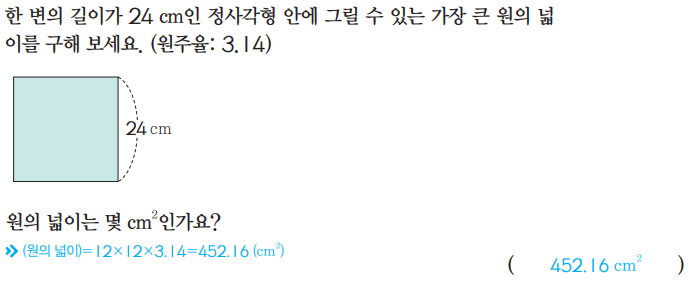 한 변의 길이가 24 cm인 정사각형 안에 그릴 수 있는 가장 큰 원의 넓
이를 구해 보세요. (원주율: 3.14)
24 cm
원의 넓이는 몇 cm²인가요?
≫ (원의 넓이)=12×12×3.14=452.16 (cm²)
( 452.16 cm² )